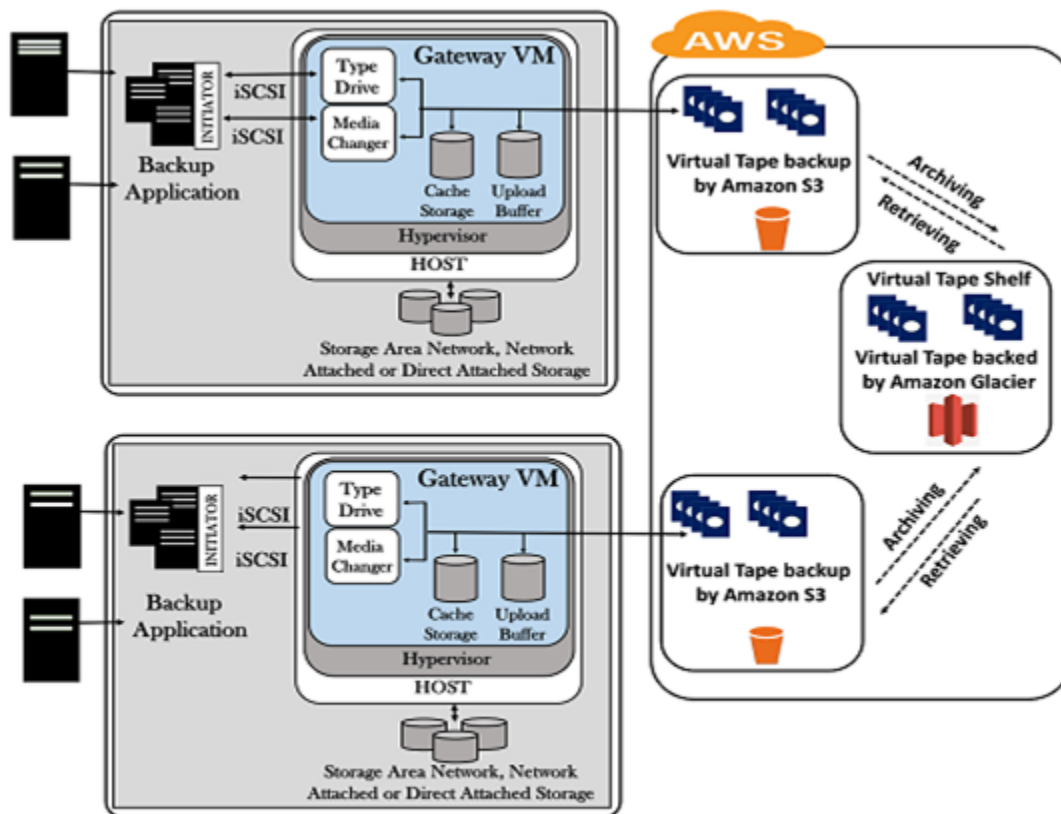 AWS
Gateway VM
Type
Drive
iSCSI
INITIATOR
Media
Changer
iSCSI
Backup
Application
Cache
Storage
Upload
Buffer
Hypervisor
HOST
Storage Area Network, Network
Attached or Direct Attached Storage
Virtual Tape backup
by Amazon S3
Archiving
Retrieving
Virtual Tape Shelf
Virtual Tape backed
by Amazon Glacier
Gateway VM
Type
Drive
iSCSI
INITIATOR
Media
Changer
iSCSI
Backup
Application
Cache
Storage
Upload
Buffer
Hypervisor
HOST
Storage Area Network, Network
Attached or Direct Attached Storage
Virtual Tape backup
by Amazon S3
Archiving
Retrieving